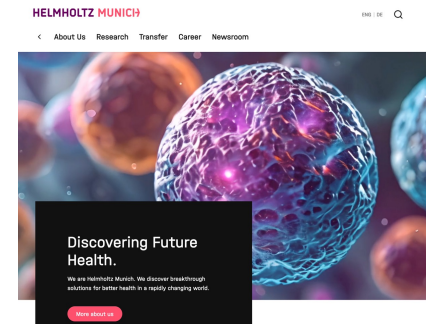 HELMHOLTZ MUNICH
ENG | DE
About Us Research Transfer Career Newsroom
Discovering Future
Health.
We are Helmholtz Munich. We discover breakthrough
solutions for better health in a rapidly changing world.
More about us